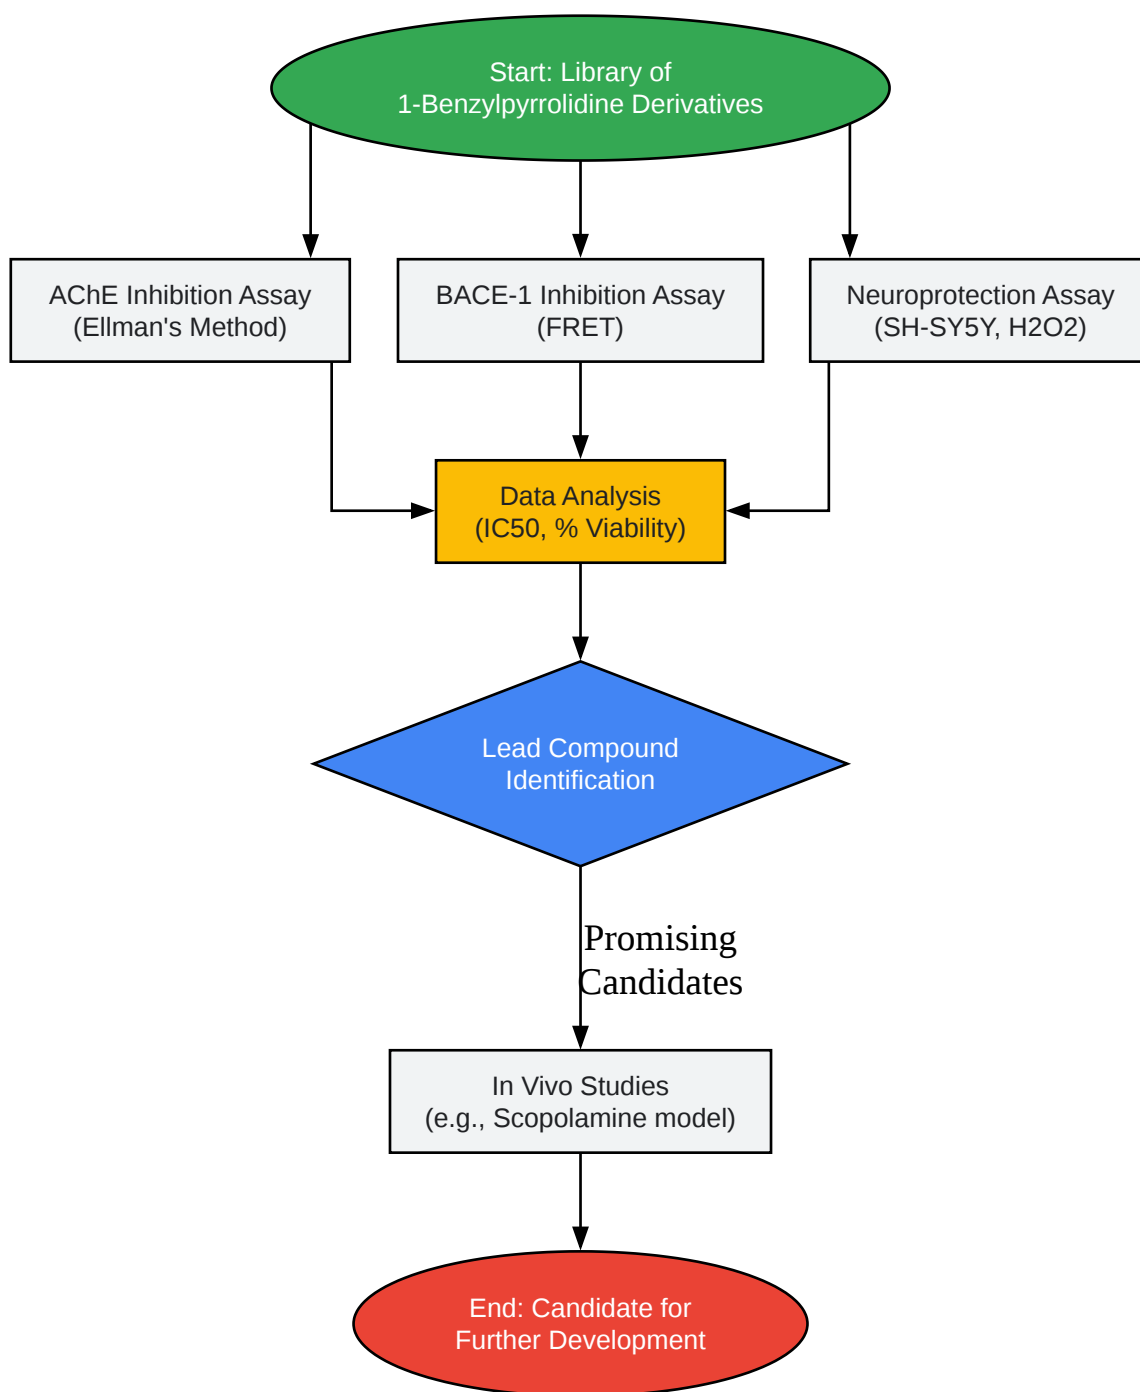 Start: Library of
1-Benzylpyrrolidine Derivatives
AChE Inhibition Assay
(Ellman's Method)
BACE-1 Inhibition Assay
(FRET)
Neuroprotection Assay
(SH-SY5Y, H2O2)
Data Analysis
(IC50, % Viability)
Lead Compound
Identification
Promising
Candidates
In Vivo Studies
(e.g., Scopolamine model)
End: Candidate for
Further Development